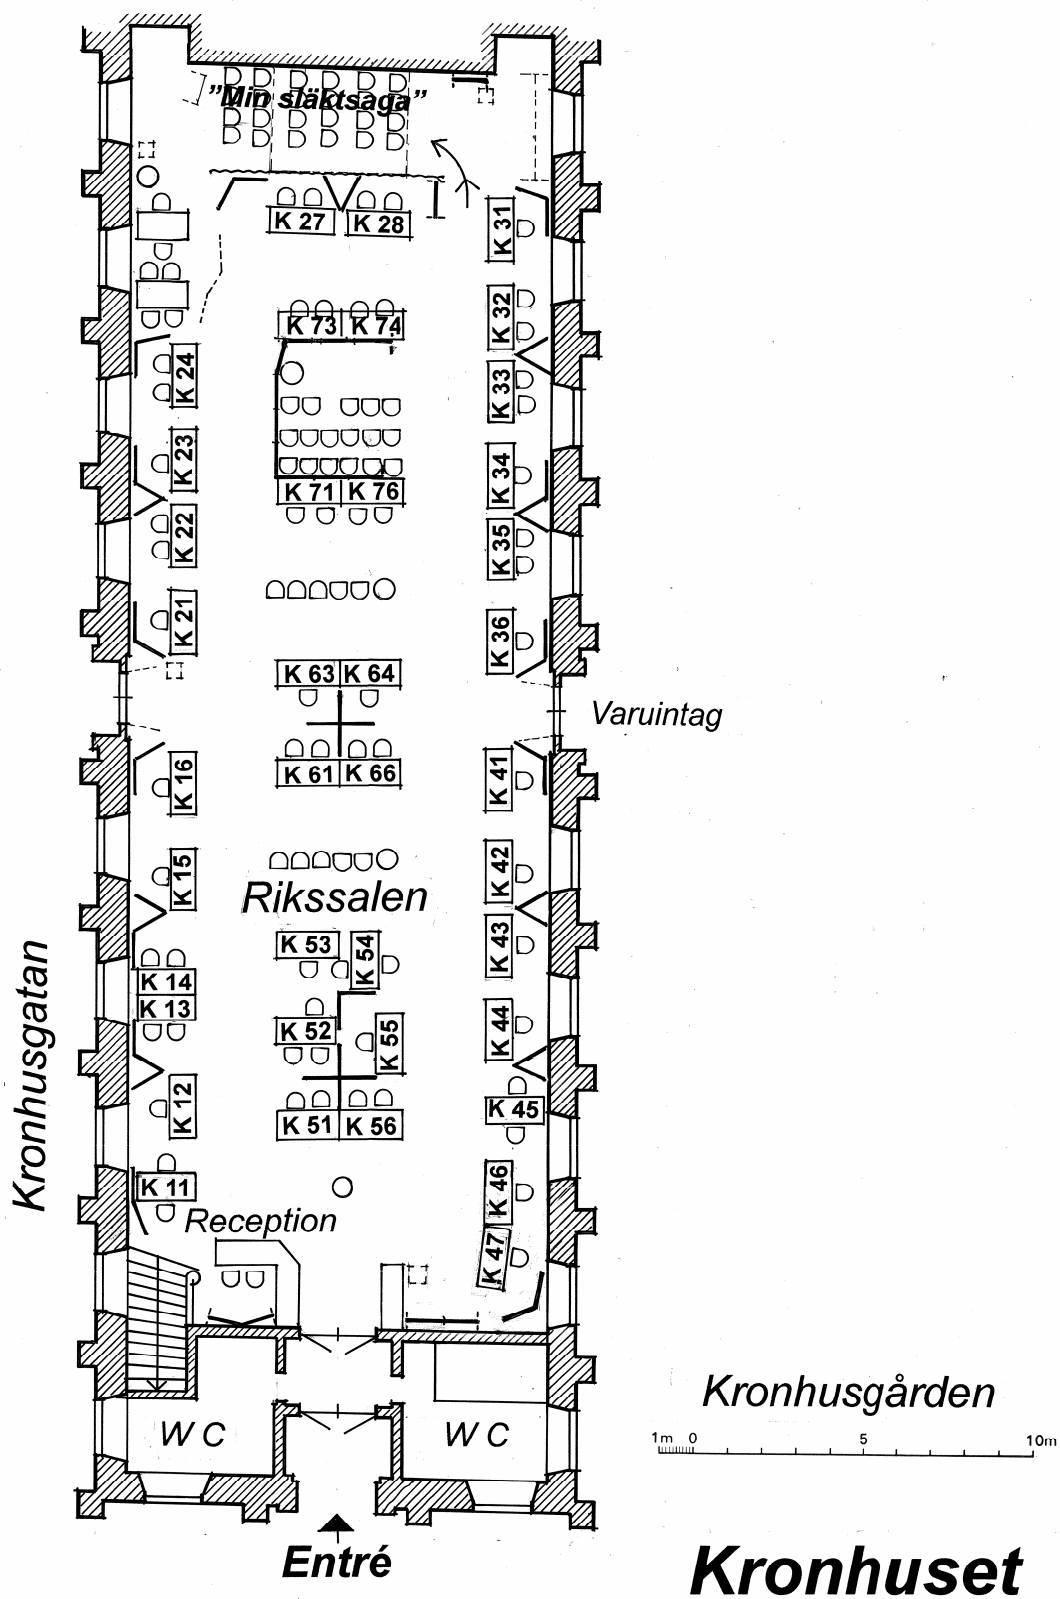 "Min släktsaga"
K 27
K 28
K 31
K 32
K 73
K 74
K 24
K 33
K 23
K 34
K 71
K 76
K 22
K 35
K 21
K 36
K 63
K 64
Varuintag
K 61
K 66
K 16
K 41
K 15
K 42
Rikssalen
K 53
K 54
K 43
K 14
K 13
K 52
K 55
K 44
Kronhusgatan
K 12
K 51
K 56
K 45
K 11
K 46
Reception
K 47
Kronhusgården
W C
W C
1m 0 5 10m
Entré
Kronhuset